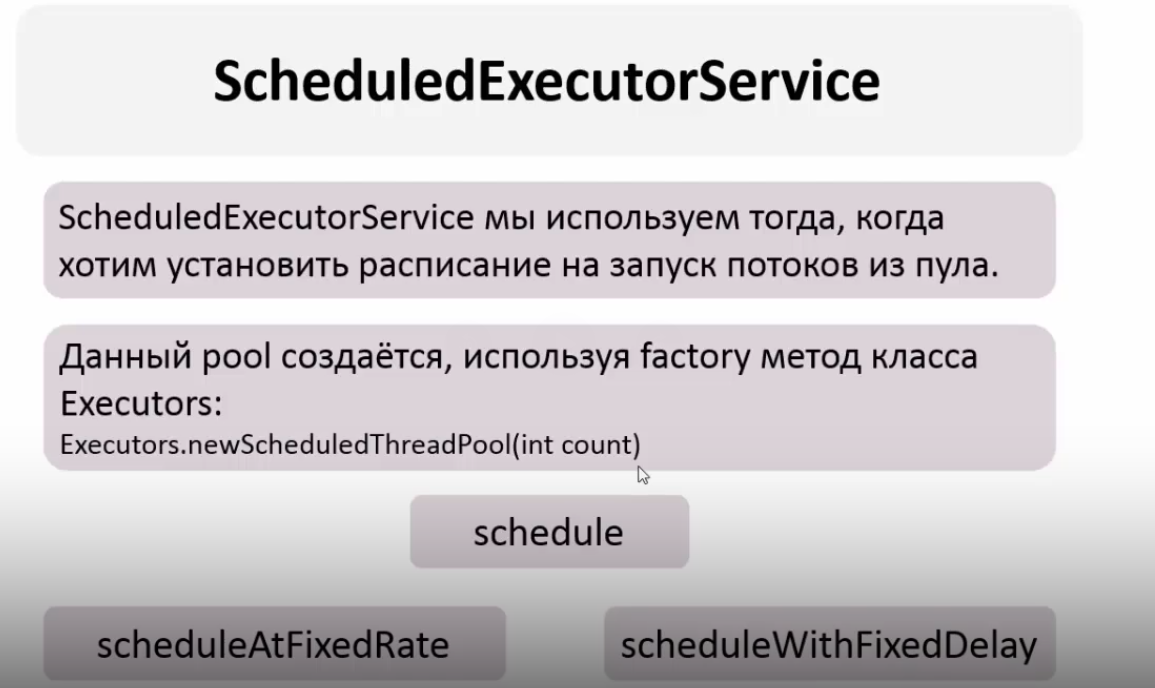 ScheduledExecutorService
ScheduledExecutorService мы используем тогда, когда
хотим установить расписание на запуск потоков из пула.
Данный pool создаётся, используя factory метод класса
Executors:
Executors.newScheduledThreadPool(int count)
schedule
scheduleAtFixedRate
scheduleWithFixedDelay